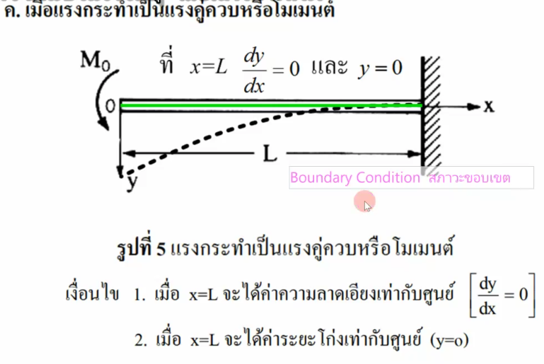 ค. เมื่อแรงกระทำเป็นแรงคู่ควบหรือโมเมนต์
M₀ ที่ x=L dy/dx = 0 และ y = 0
O x
L
y
Boundary Condition สภาวะขอบเขต
รูปที่ 5 แรงกระทำเป็นแรงคู่ควบหรือโมเมนต์
เงื่อนไข 1. เมื่อ x=L จะได้ค่าความลาดเอียงเท่ากับศูนย์ [dy/dx = 0]
2. เมื่อ x=L จะได้ค่าระยะโก่งเท่ากับศูนย์ (y=o)